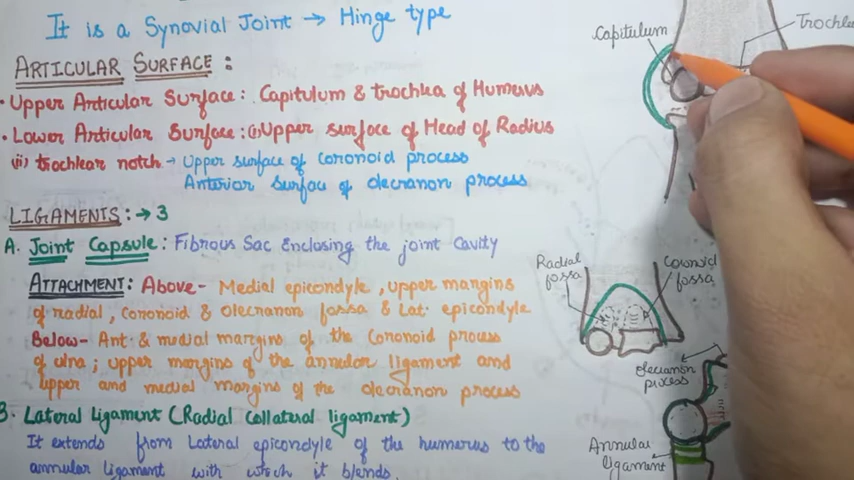 It is a Synovial Joint → Hinge type
ARTICULAR SURFACE :
• Upper Articular Surface : Capitulum & trochlea of Humerus
• Lower Articular Surface : (i) Upper surface of Head of Radius
(ii) trochlear notch → Upper surface of coronoid process
Anterior surface of olecranon process
LIGAMENTS : → 3
A. Joint Capsule : Fibrous Sac Enclosing the joint Cavity
ATTACHMENT : Above - Medial epicondyle, upper margins
of radial, coronoid & olecranon fossa & Lat. epicondyle
Below - Ant. & medial margins of the Coronoid process
of ulna ; upper margins of the annular ligament and
upper and medial margins of the olecranon process
B. Lateral Ligament (Radial collateral ligament)
It extends from Lateral epicondyle of the humerus to the
annular ligament with which it blends.
Capitulum
Trochlea
Radial
fossa
Coronoid
fossa
olecranon
process
Annular
ligament